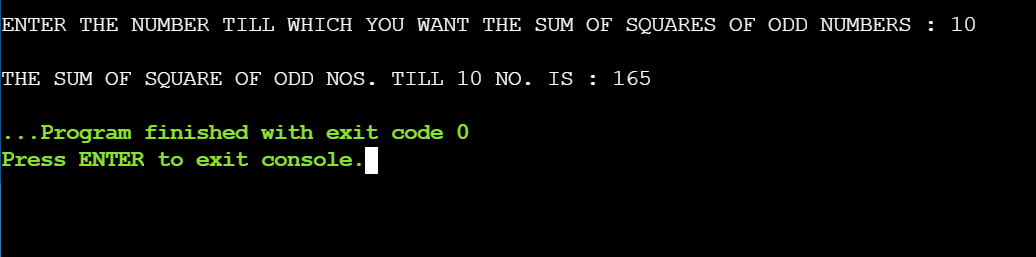 ENTER THE NUMBER TILL WHICH YOU WANT THE SUM OF SQUARES OF ODD NUMBERS : 10
THE SUM OF SQUARE OF ODD NOS. TILL 10 NO. IS : 165
...Program finished with exit code 0
Press ENTER to exit console.